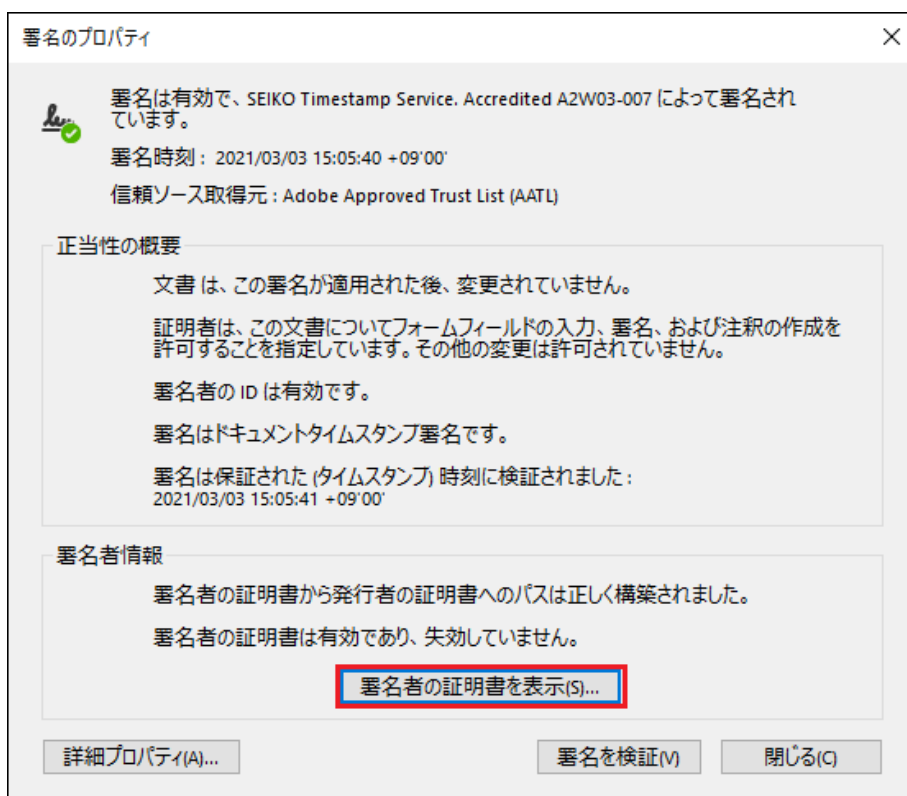 署名のプロパティ
署名は有効で、SEIKO Timestamp Service. Accredited A2W03-007 によって署名され
ています。
署名時刻 : 2021/03/03 15:05:40 +09'00'
信頼ソース取得元 : Adobe Approved Trust List (AATL)
正当性の概要
文書 は、この署名が適用された後、変更されていません。
証明者は、この文書についてフォームフィールドの入力、署名、および注釈の作成を
許可することを指定しています。その他の変更は許可されていません。
署名者の ID は有効です。
署名はドキュメントタイムスタンプ署名です。
署名は保証された (タイムスタンプ) 時刻に検証されました :
2021/03/03 15:05:41 +09'00'
署名者情報
署名者の証明書から発行者の証明書へのパスは正しく構築されました。
署名者の証明書は有効であり、失効していません。
署名者の証明書を表示(S)...
詳細プロパティ(A)... 署名を検証(V) 閉じる(C)